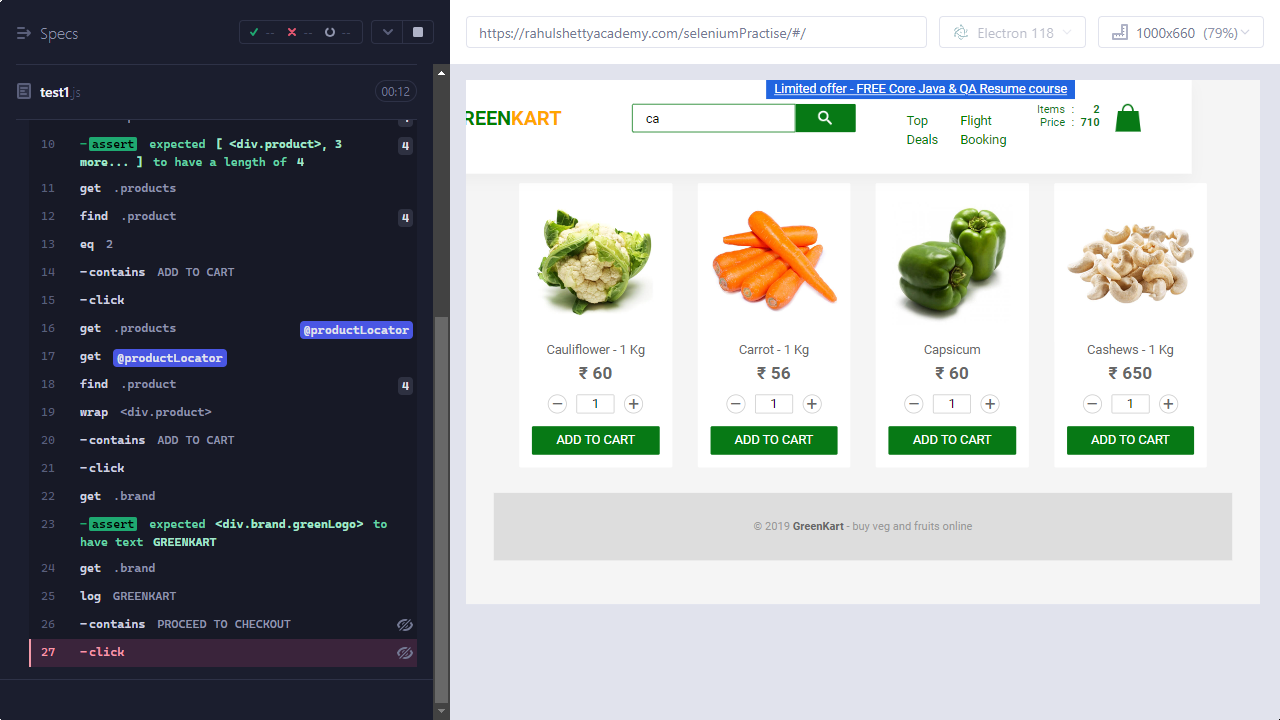 Specs
--
--
--
test1.js
00:12
10 -assert expected [ <div.product>, 3 more... ] to have a length of 4
4
11 get .products
12 find .product
4
13 eq 2
14 -contains ADD TO CART
15 -click
16 get .products
@productLocator
17 get @productLocator
18 find .product
4
19 wrap <div.product>
20 -contains ADD TO CART
21 -click
22 get .brand
23 -assert expected <div.brand.greenLogo> to have text GREENKART
24 get .brand
25 log GREENKART
26 -contains PROCEED TO CHECKOUT
27 -click
https://rahulshettyacademy.com/seleniumPractise/#/
Electron 118
1000x660 (79%)
Limited offer - FREE Core Java & QA Resume course
REENKART
ca
Top Deals
Flight Booking
Items : 2
Price : 710
Cauliflower - 1 Kg
₹ 60
− 1 +
ADD TO CART
Carrot - 1 Kg
₹ 56
− 1 +
ADD TO CART
Capsicum
₹ 60
− 1 +
ADD TO CART
Cashews - 1 Kg
₹ 650
− 1 +
ADD TO CART
© 2019 GreenKart - buy veg and fruits online